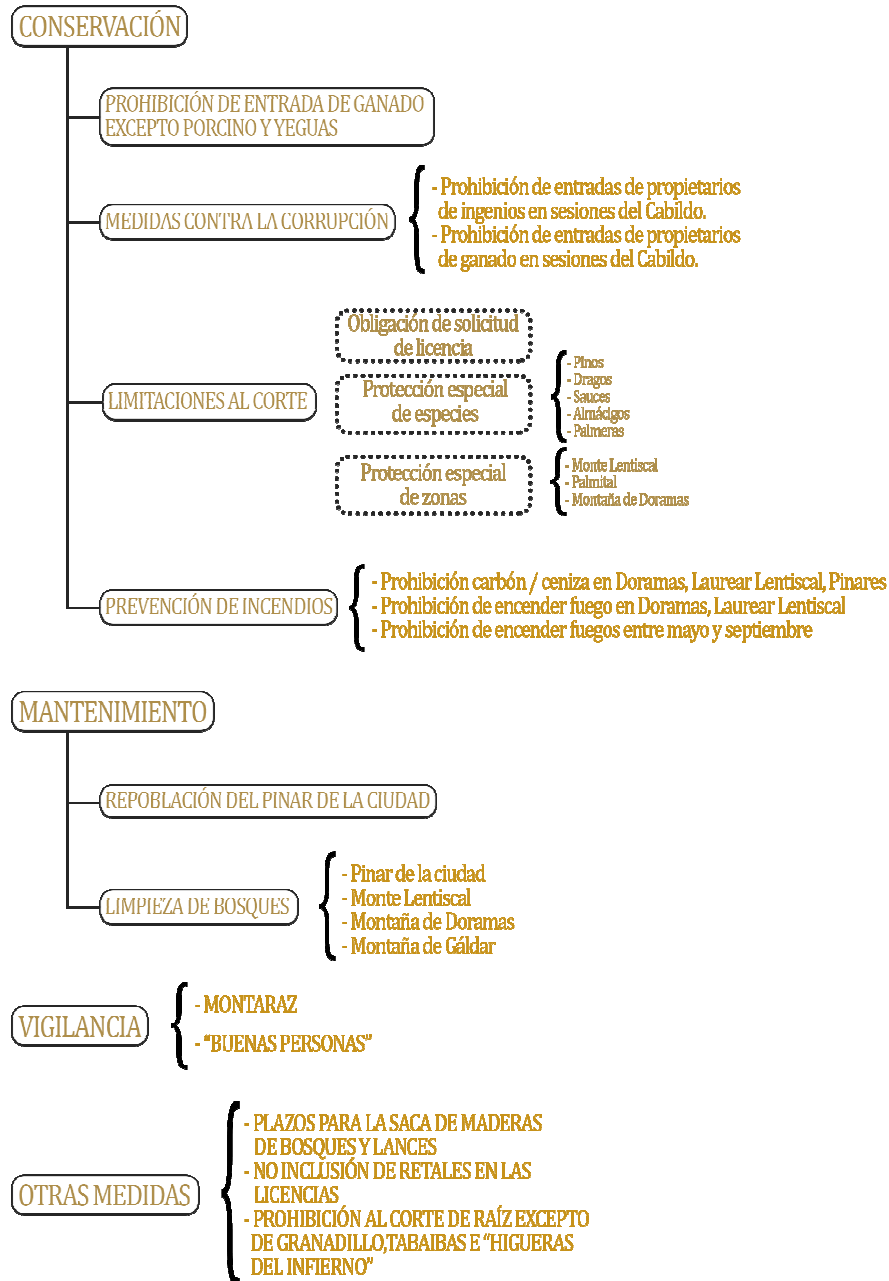 CONSERVACIÓN
PROHIBICIÓN DE ENTRADA DE GANADO
EXCEPTO PORCINO Y YEGUAS
MEDIDAS CONTRA LA CORRUPCIÓN
- Prohibición de entradas de propietarios
de ingenios en sesiones del Cabildo.
- Prohibición de entradas de propietarios
de ganado en sesiones del Cabildo.
LIMITACIONES AL CORTE
Obligación de solicitud
de licencia
Protección especial
de especies
- Pinos
- Dragos
- Sauces
- Almácigos
- Palmeras
Protección especial
de zonas
- Monte Lentiscal
- Palmital
- Montaña de Doramas
PREVENCIÓN DE INCENDIOS
- Prohibición carbón / ceniza en Doramas, Laurear Lentiscal, Pinares
- Prohibición de encender fuego en Doramas, Laurear Lentiscal
- Prohibición de encender fuegos entre mayo y septiembre
MANTENIMIENTO
REPOBLACIÓN DEL PINAR DE LA CIUDAD
LIMPIEZA DE BOSQUES
- Pinar de la ciudad
- Monte Lentiscal
- Montaña de Doramas
- Montaña de Gáldar
VIGILANCIA
- MONTARAZ
- “BUENAS PERSONAS”
OTRAS MEDIDAS
- PLAZOS PARA LA SACA DE MADERAS
DE BOSQUES Y LANCES
- NO INCLUSIÓN DE RETALES EN LAS
LICENCIAS
- PROHIBICIÓN AL CORTE DE RAÍZ EXCEPTO
DE GRANADILLO,TABAIBAS E “HIGUERAS
DEL INFIERNO”